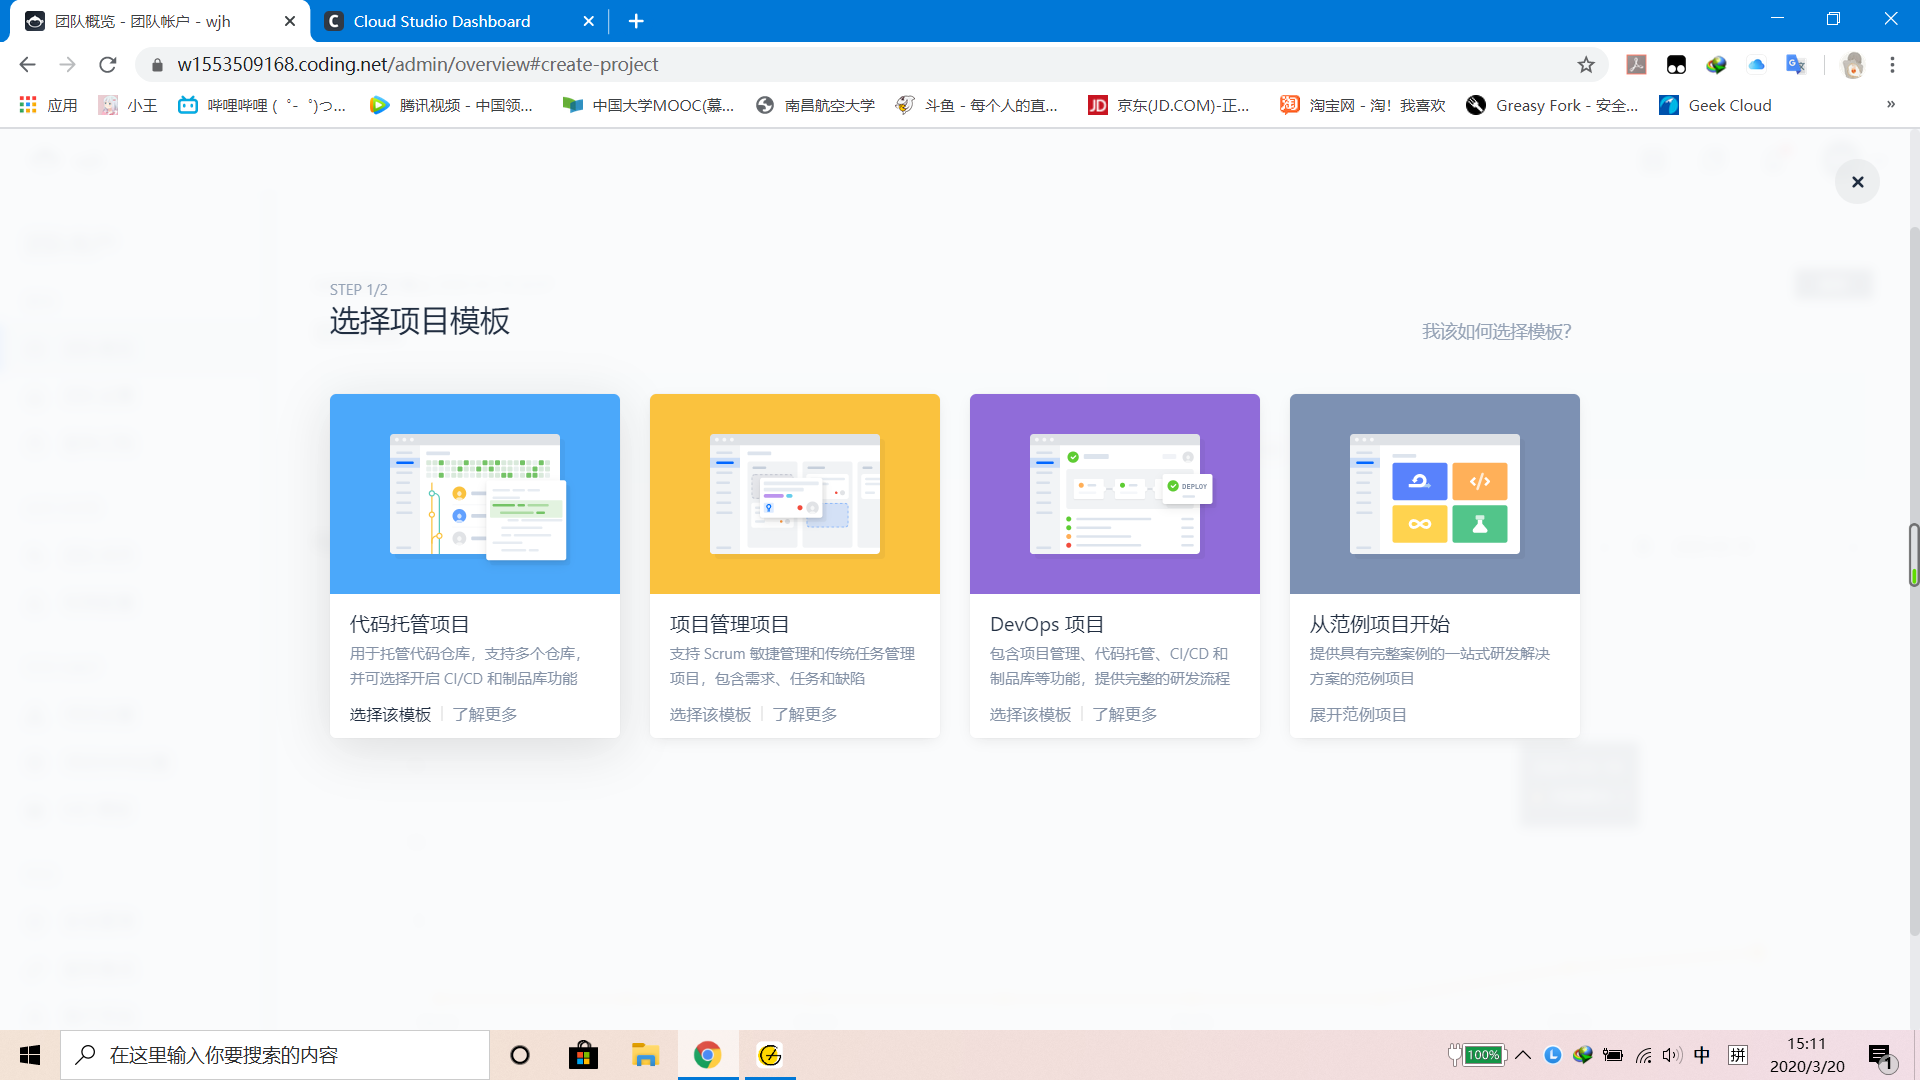 团队概览 - 团队帐户 - wjh
Cloud Studio Dashboard
w1553509168.coding.net/admin/overview#create-project
应用
小王
哔哩哔哩 ( ゜- ゜)つ...
腾讯视频 - 中国领...
中国大学MOOC(慕...
南昌航空大学
斗鱼 - 每个人的直...
京东(JD.COM)-正...
淘宝网 - 淘！我喜欢
Greasy Fork - 安全...
Geek Cloud
»
STEP 1/2
选择项目模板
我该如何选择模板?
DEPLOY
代码托管项目
用于托管代码仓库，支持多个仓库，
并可选择开启 CI/CD 和制品库功能
选择该模板
了解更多
项目管理项目
支持 Scrum 敏捷管理和传统任务管理
项目，包含需求、任务和缺陷
选择该模板
了解更多
DevOps 项目
包含项目管理、代码托管、CI/CD 和
制品库等功能，提供完整的研发流程
选择该模板
了解更多
从范例项目开始
提供具有完整案例的一站式研发解决
方案的范例项目
展开范例项目
在这里输入你要搜索的内容
100%
中
拼
15:11
2020/3/20
1